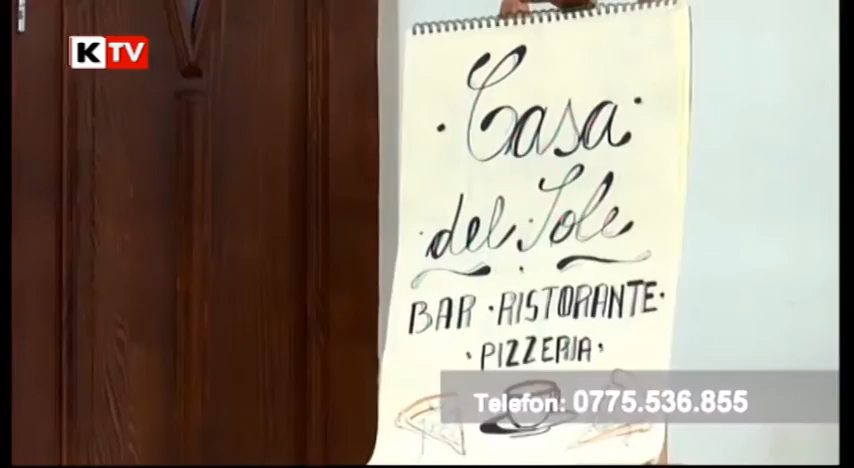 KTV
· Casa ·
· del · Sole ·
BAR · RISTORANTE ·
· PIZZERIA ·
Telefon: 0775.536.855